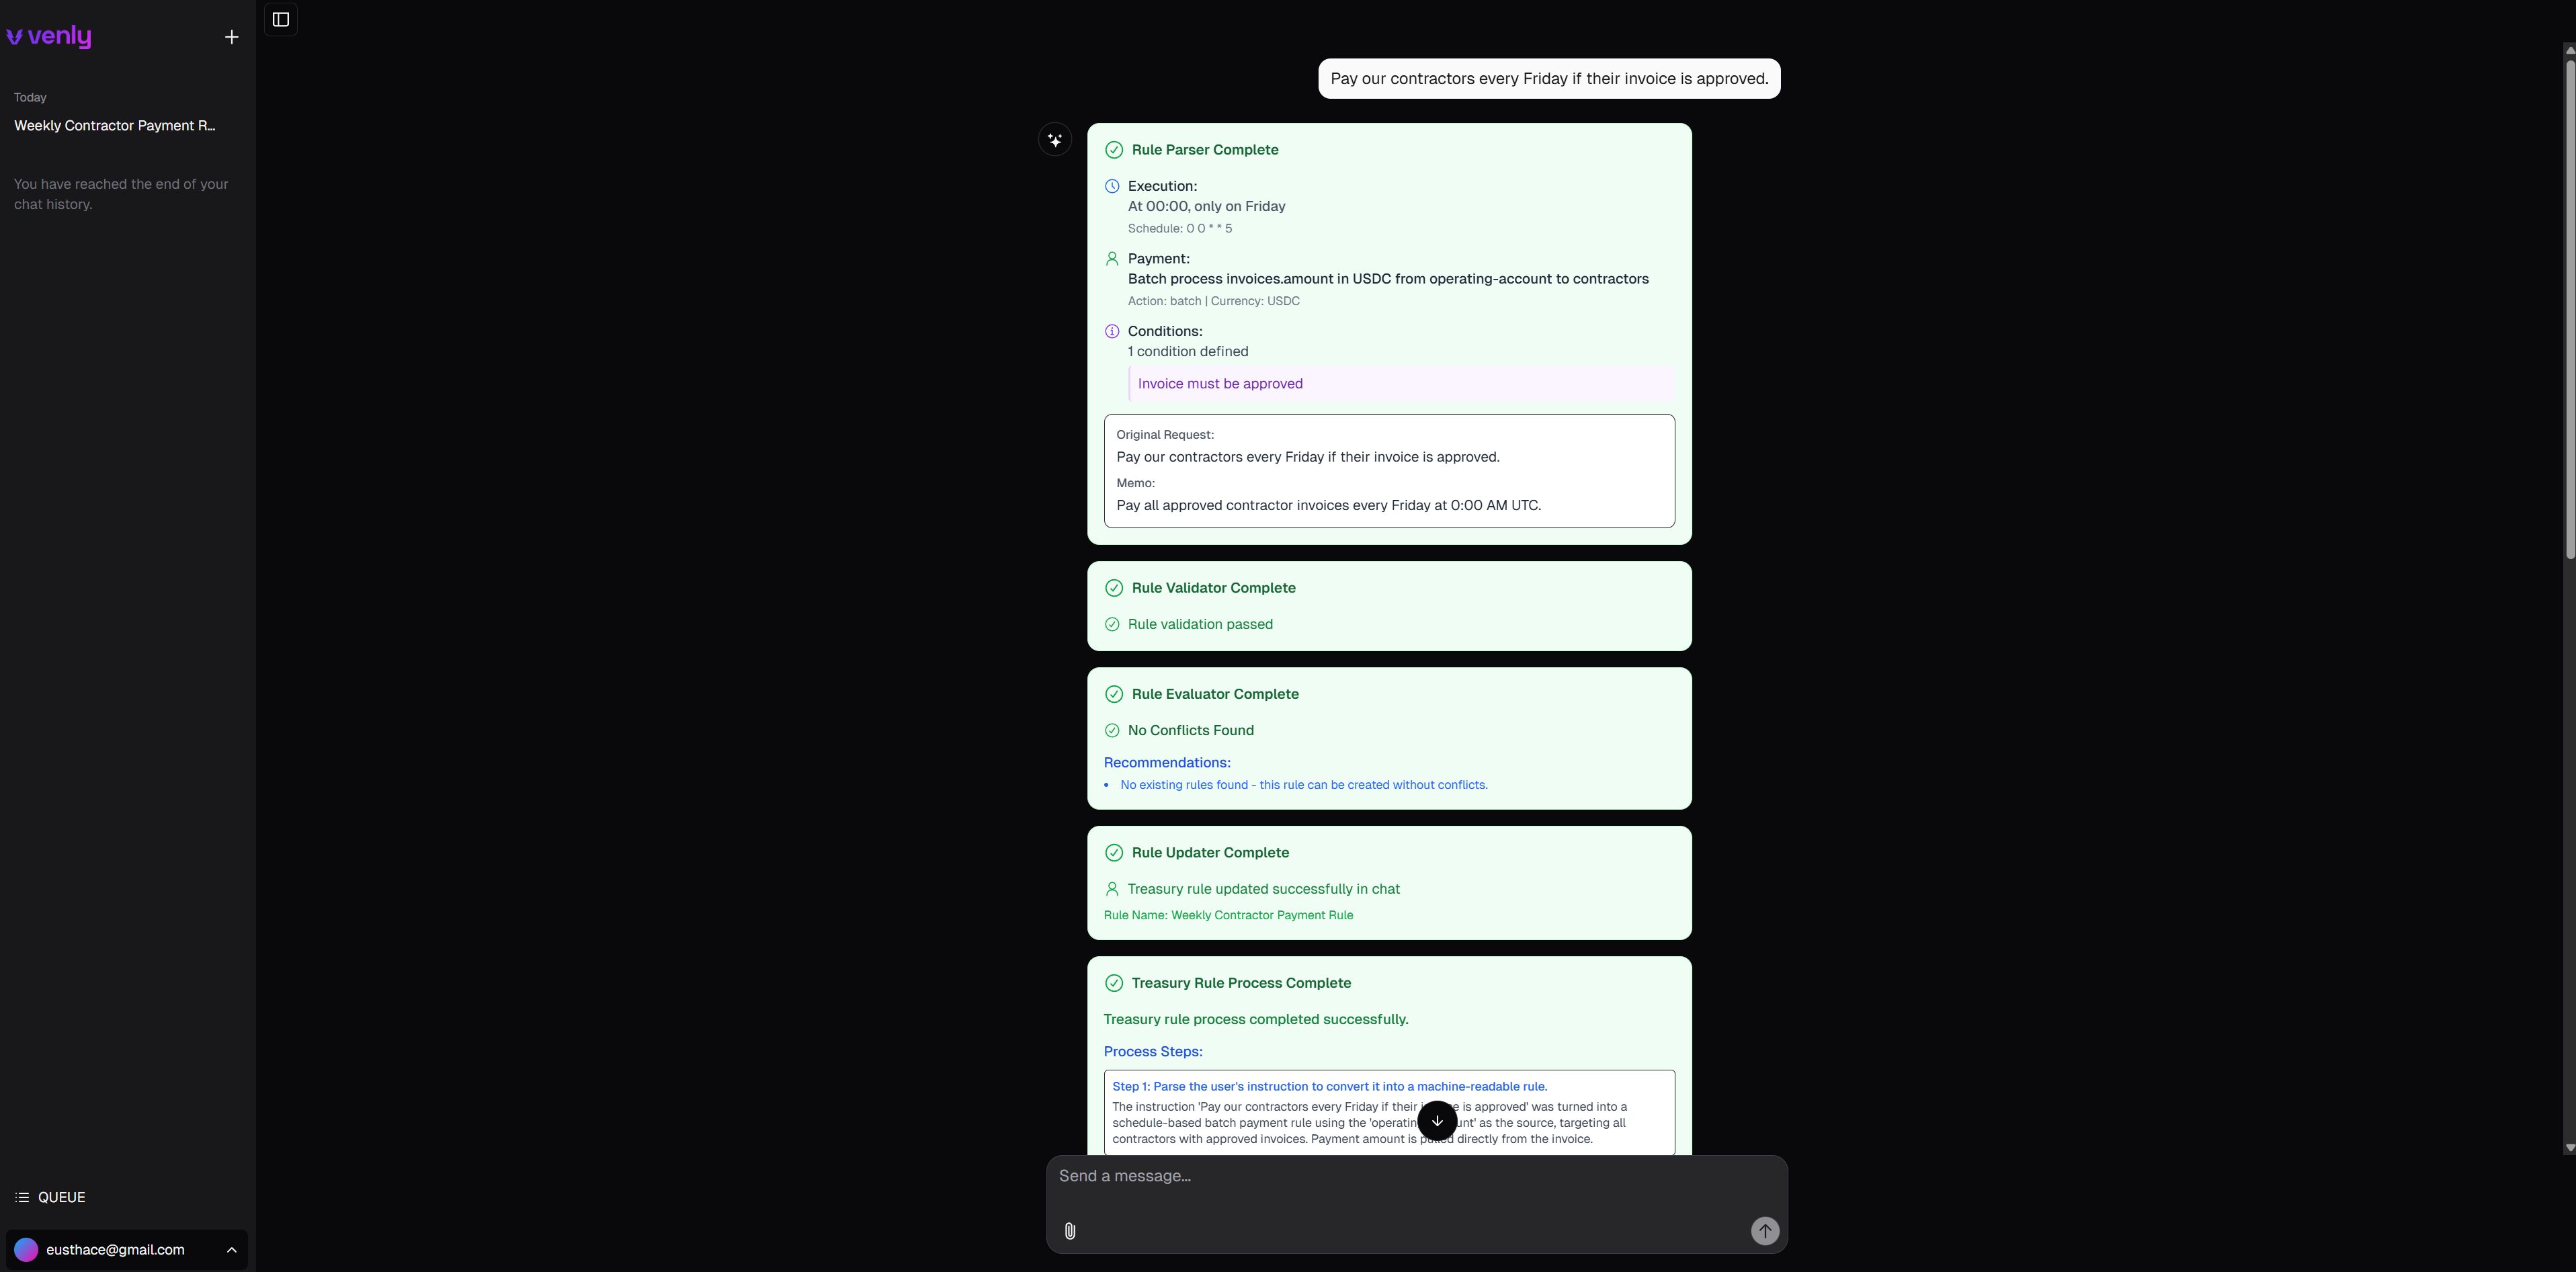 venly
Today
Weekly Contractor Payment R...
You have reached the end of your
chat history.
QUEUE
eusthace@gmail.com
Pay our contractors every Friday if their invoice is approved.
Rule Parser Complete
Execution:
At 00:00, only on Friday
Schedule: 0 0 * * 5
Payment:
Batch process invoices.amount in USDC from operating-account to contractors
Action: batch | Currency: USDC
Conditions:
1 condition defined
Invoice must be approved
Original Request:
Pay our contractors every Friday if their invoice is approved.
Memo:
Pay all approved contractor invoices every Friday at 0:00 AM UTC.
Rule Validator Complete
Rule validation passed
Rule Evaluator Complete
No Conflicts Found
Recommendations:
• No existing rules found - this rule can be created without conflicts.
Rule Updater Complete
Treasury rule updated successfully in chat
Rule Name: Weekly Contractor Payment Rule
Treasury Rule Process Complete
Treasury rule process completed successfully.
Process Steps:
Step 1: Parse the user's instruction to convert it into a machine-readable rule.
The instruction 'Pay our contractors every Friday if their is approved' was turned into a
schedule-based batch payment rule using the as the source, targeting all
contractors with approved invoices. Payment amount is directly from the invoice.
Send a message...